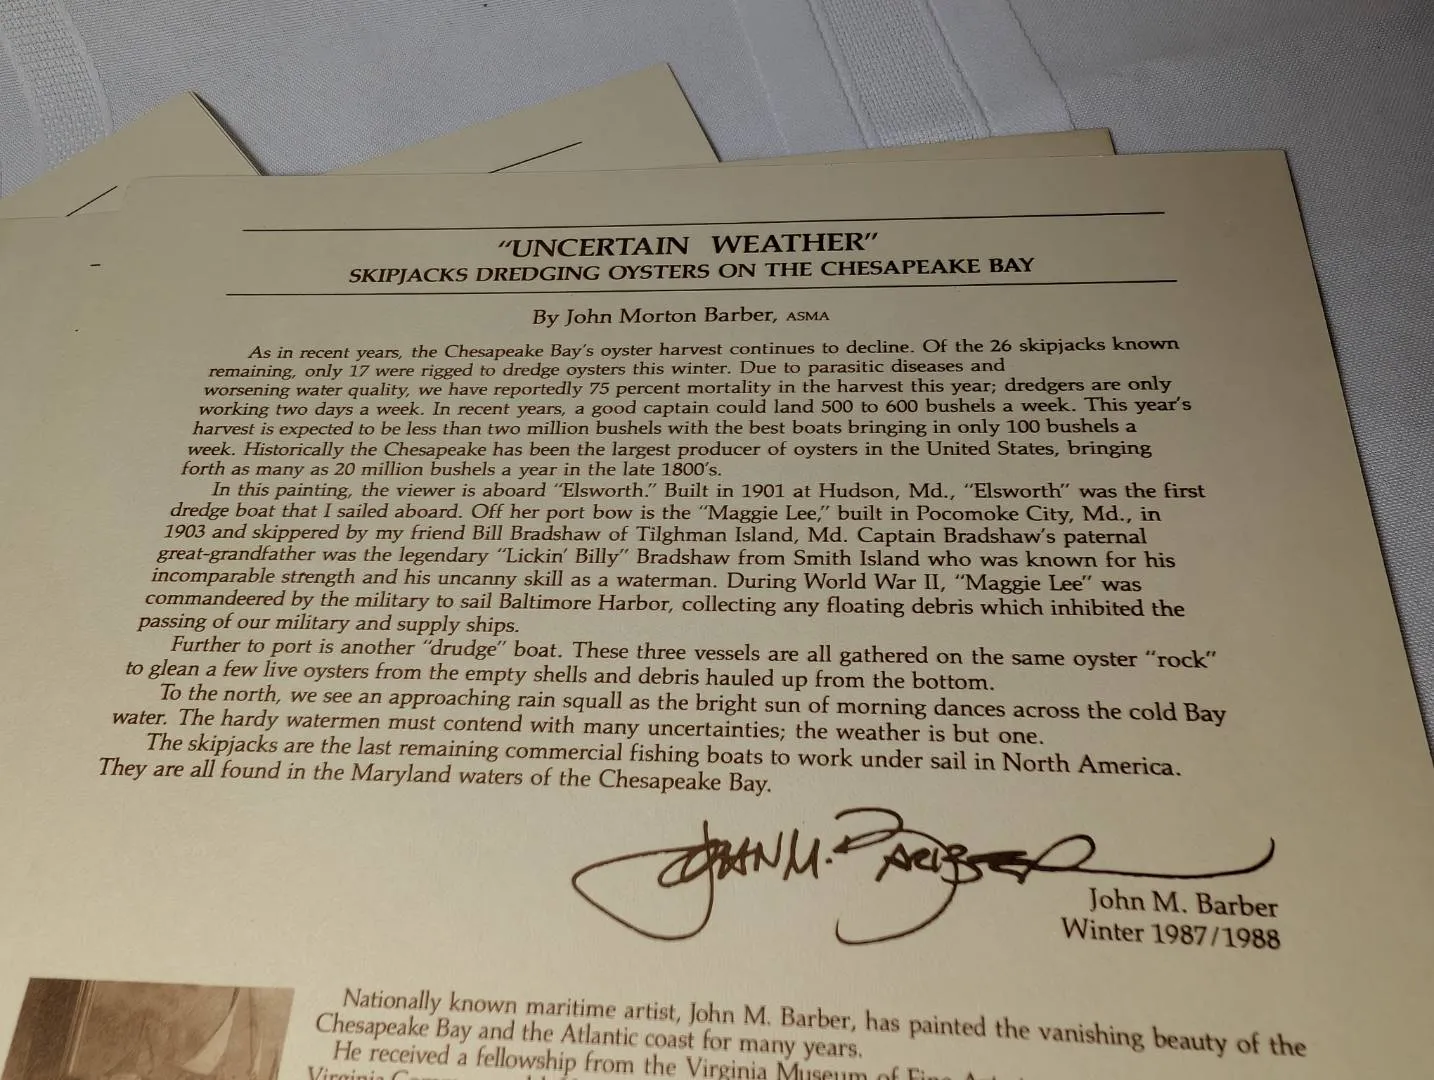 "UNCERTAIN WEATHER"
SKIPJACKS DREDGING OYSTERS ON THE CHESAPEAKE BAY
By John Morton Barber, ASMA
As in recent years, the Chesapeake Bay's oyster harvest continues to decline. Of the 26 skipjacks known
remaining, only 17 were rigged to dredge oysters this winter. Due to parasitic diseases and
worsening water quality, we have reportedly 75 percent mortality in the harvest this year; dredgers are only
working two days a week. In recent years, a good captain could land 500 to 600 bushels a week. This year's
harvest is expected to be less than two million bushels with the best boats bringing in only 100 bushels a
week. Historically the Chesapeake has been the largest producer of oysters in the United States, bringing
forth as many as 20 million bushels a year in the late 1800's.
In this painting, the viewer is aboard "Elsworth." Built in 1901 at Hudson, Md., "Elsworth" was the first
dredge boat that I sailed aboard. Off her port bow is the "Maggie Lee," built in Pocomoke City, Md., in
1903 and skippered by my friend Bill Bradshaw of Tilghman Island, Md. Captain Bradshaw's paternal
great-grandfather was the legendary "Lickin' Billy" Bradshaw from Smith Island who was known for his
incomparable strength and his uncanny skill as a waterman. During World War II, "Maggie Lee" was
commandeered by the military to sail Baltimore Harbor, collecting any floating debris which inhibited the
passing of our military and supply ships.
Further to port is another "drudge" boat. These three vessels are all gathered on the same oyster "rock"
to glean a few live oysters from the empty shells and debris hauled up from the bottom.
To the north, we see an approaching rain squall as the bright sun of morning dances across the cold Bay
water. The hardy watermen must contend with many uncertainties; the weather is but one.
The skipjacks are the last remaining commercial fishing boats to work under sail in North America.
They are all found in the Maryland waters of the Chesapeake Bay.
JOHN M. BARBER
John M. Barber
Winter 1987/1988
Nationally known maritime artist, John M. Barber, has painted the vanishing beauty of the
Chesapeake Bay and the Atlantic coast for many years.
He received a fellowship from the Virginia Museum of Fine
Virginia